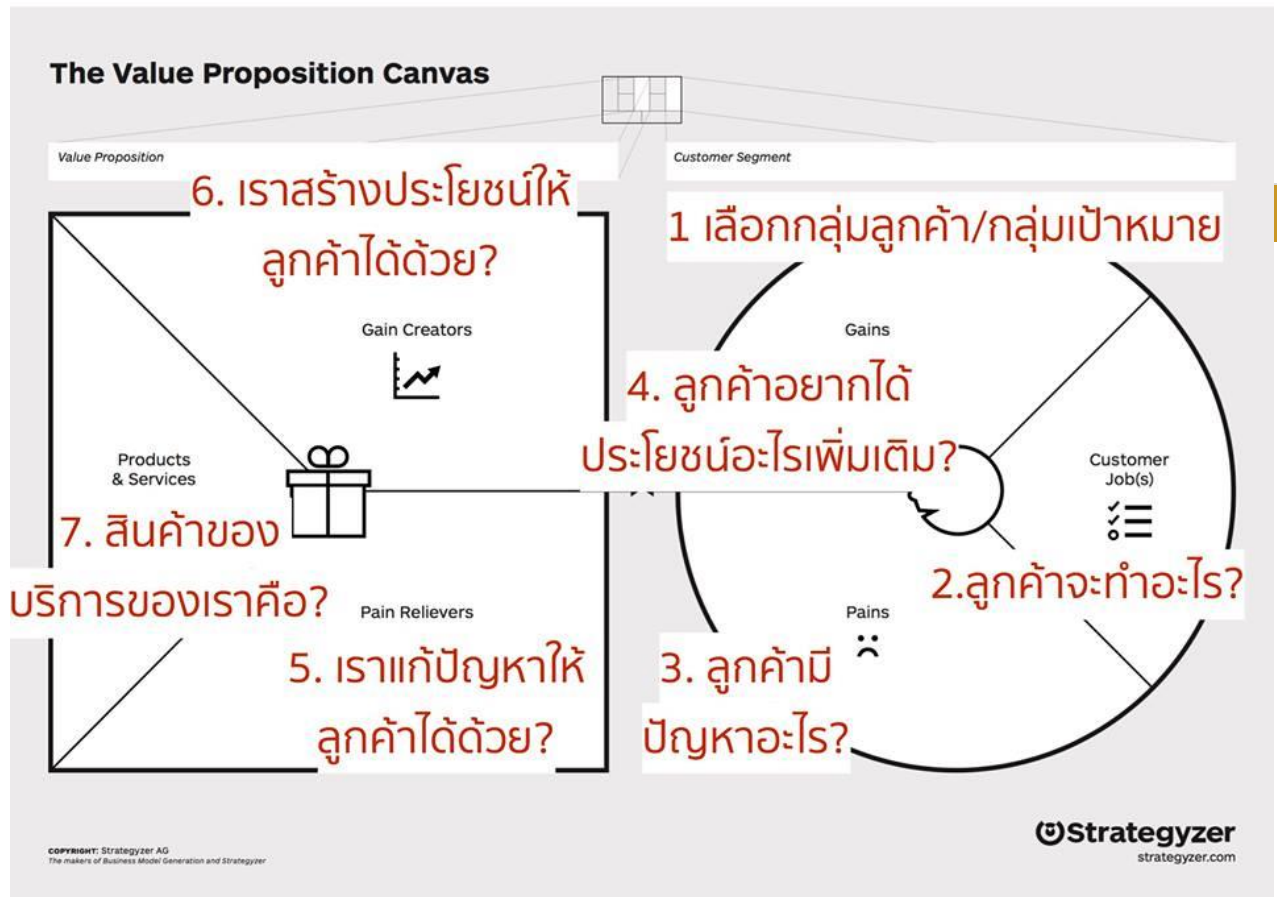 The Value Proposition Canvas
Value Proposition
Customer Segment
6. เราสร้างประโยชน์ให้
ลูกค้าได้ด้วย?
1 เลือกกลุ่มลูกค้า/กลุ่มเป้าหมาย
Gain Creators
Gains
4. ลูกค้าอยากได้
ประโยชน์อะไรเพิ่มเติม?
Products
& Services
Customer
Job(s)
7. สินค้าของ
บริการของเราคือ?
2.ลูกค้าจะทำอะไร?
Pain Relievers
Pains
5. เราแก้ปัญหาให้
ลูกค้าได้ด้วย?
3. ลูกค้ามี
ปัญหาอะไร?
COPYRIGHT: Strategyzer AG
The makers of Business Model Generation and Strategyzer
Strategyzer
strategyzer.com